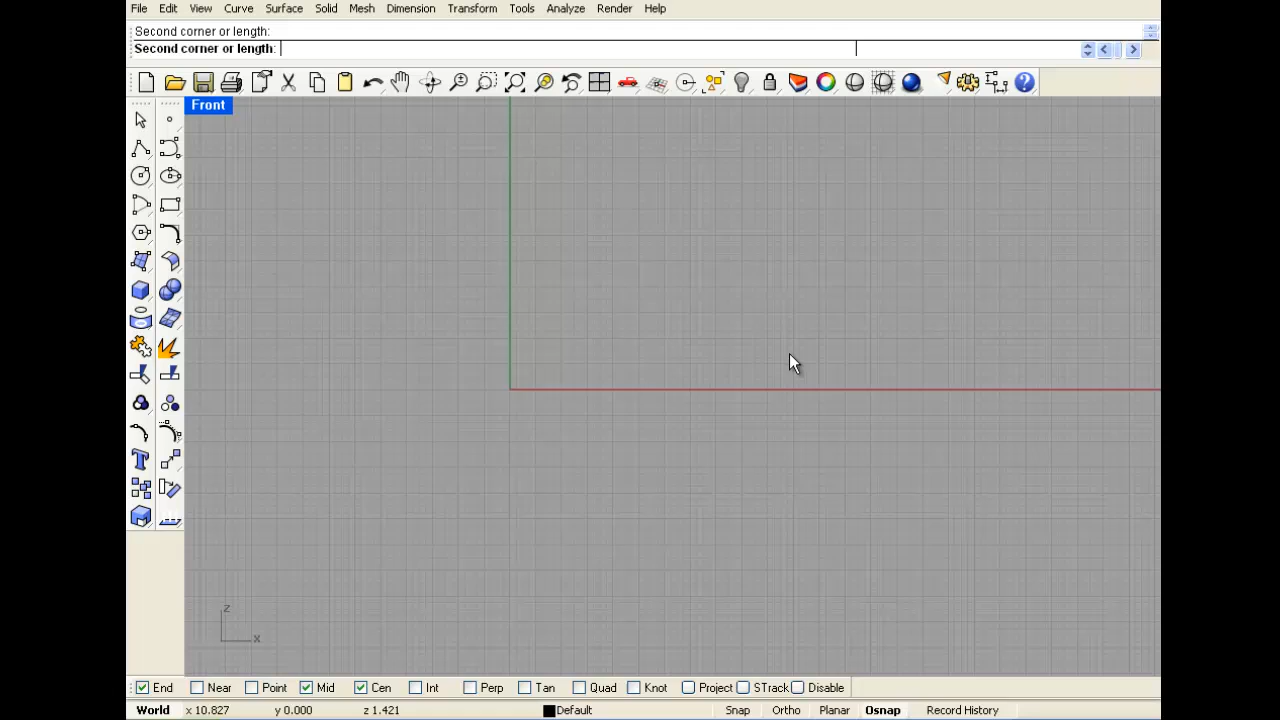 File Edit View Curve Surface Solid Mesh Dimension Transform Tools Analyze Render Help
Second corner or length:
Second corner or length:
Front
z
x
End Near Point Mid Cen Int Perp Tan Quad Knot Project STrack Disable
World x 10.827 y 0.000 z 1.421 Default Snap Ortho Planar Osnap Record History